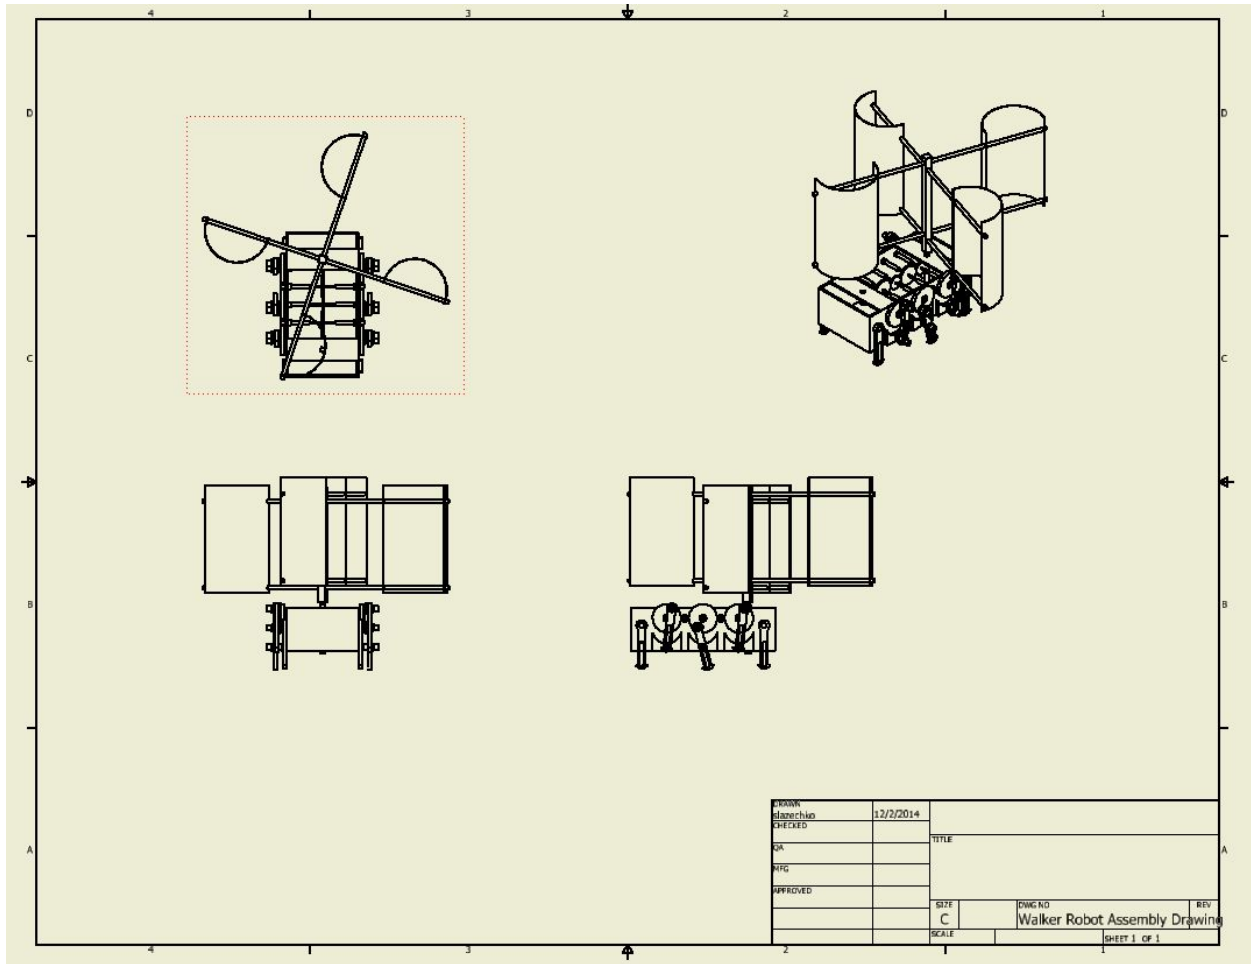 4 3 2 1
D D
C C
B B
A A
DRAWN
slazechko 12/2/2014
CHECKED
QA
MFG
APPROVED
TITLE
SIZE
C
DWG NO
Walker Robot Assembly Drawing
REV
SCALE
SHEET 1 OF 1
4 3 2 1